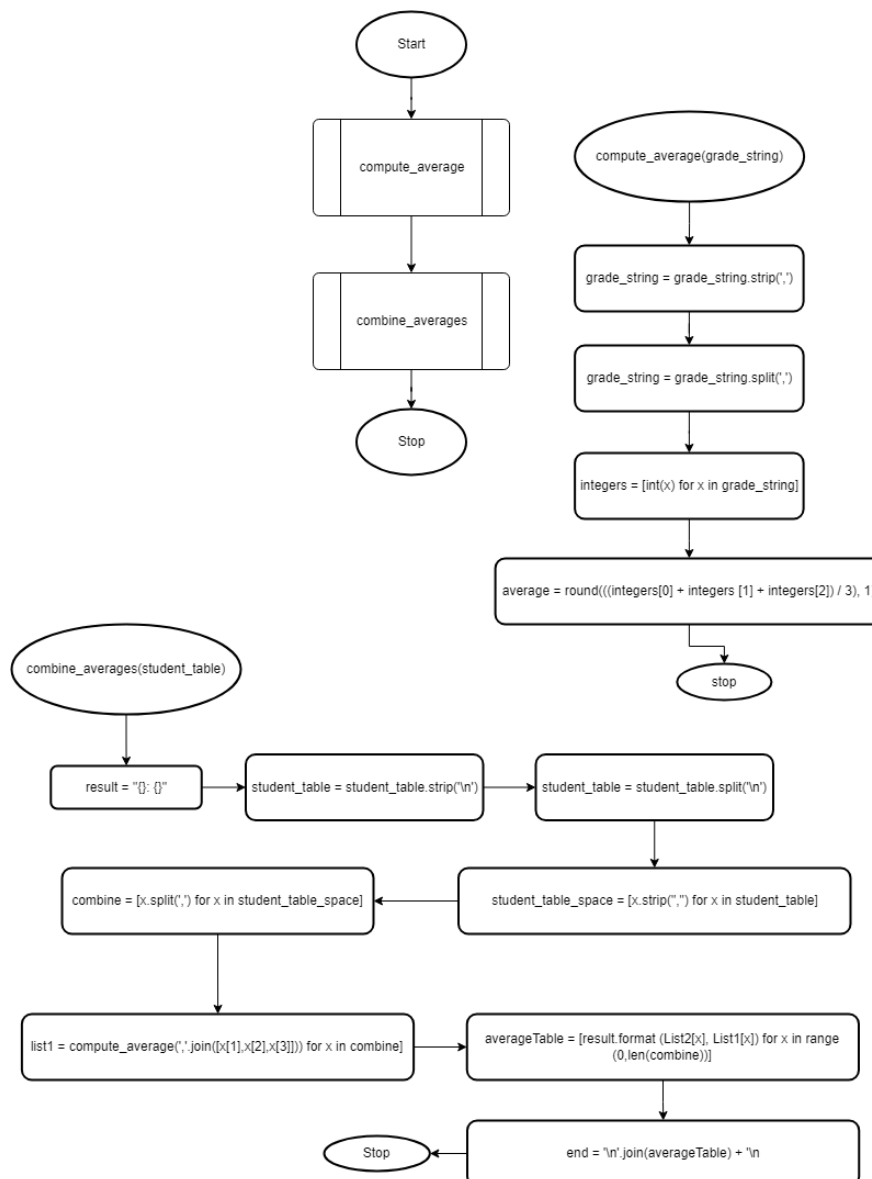 Start
compute_average
combine_averages
Stop
compute_average(grade_string)
grade_string = grade_string.strip(',')
grade_string = grade_string.split(',')
integers = [int(x) for x in grade_string]
average = round(((integers[0] + integers [1] + integers[2]) / 3), 1
stop
combine_averages(student_table)
result = "{}: {}"
student_table = student_table.strip('\n')
student_table = student_table.split('\n')
student_table_space = [x.strip(",") for x in student_table]
combine = [x.split(',') for x in student_table_space]
list1 = compute_average(','.join([x[1],x[2],x[3]])) for x in combine]
averageTable = [result.format (List2[x], List1[x]) for x in range
(0,len(combine))]
end = '\n'.join(averageTable) + '\n
Stop